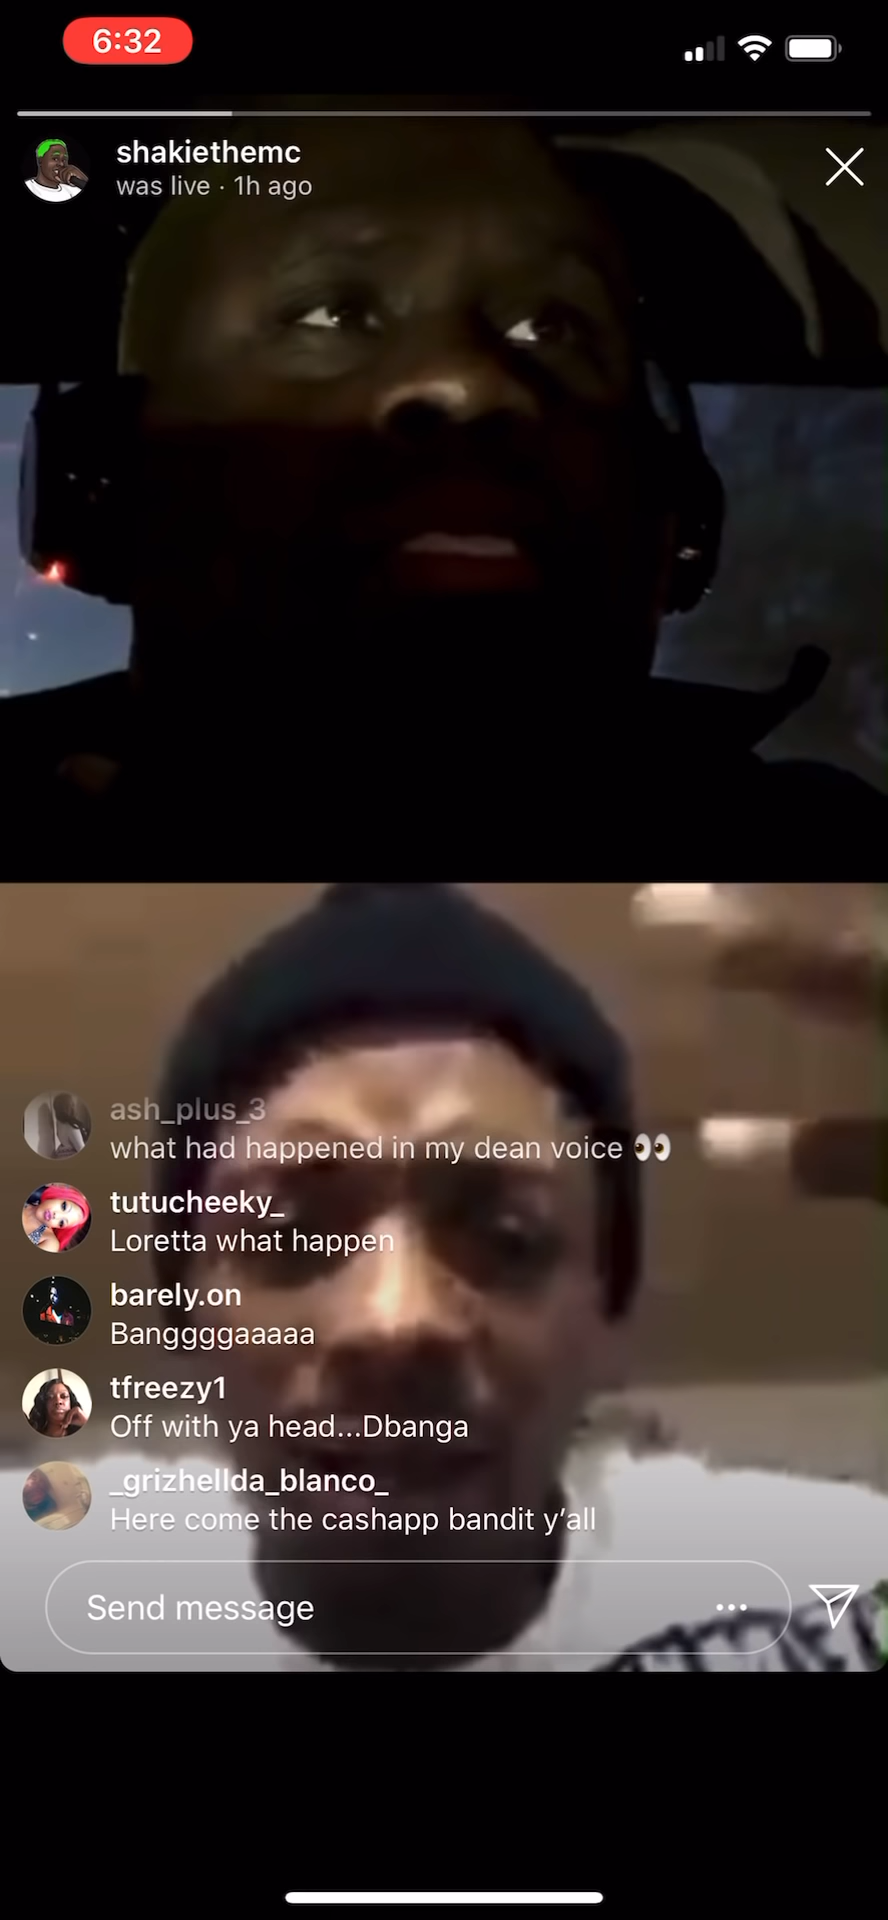 6:32
shakiethemc
was live · 1h ago
ash_plus_3
what had happened in my dean voice 👀
tutucheeky_
Loretta what happen
barely.on
Banggggaaaaa
tfreezy1
Off with ya head...Dbanga
_grizhellda_blanco_
Here come the cashapp bandit y’all
Send message